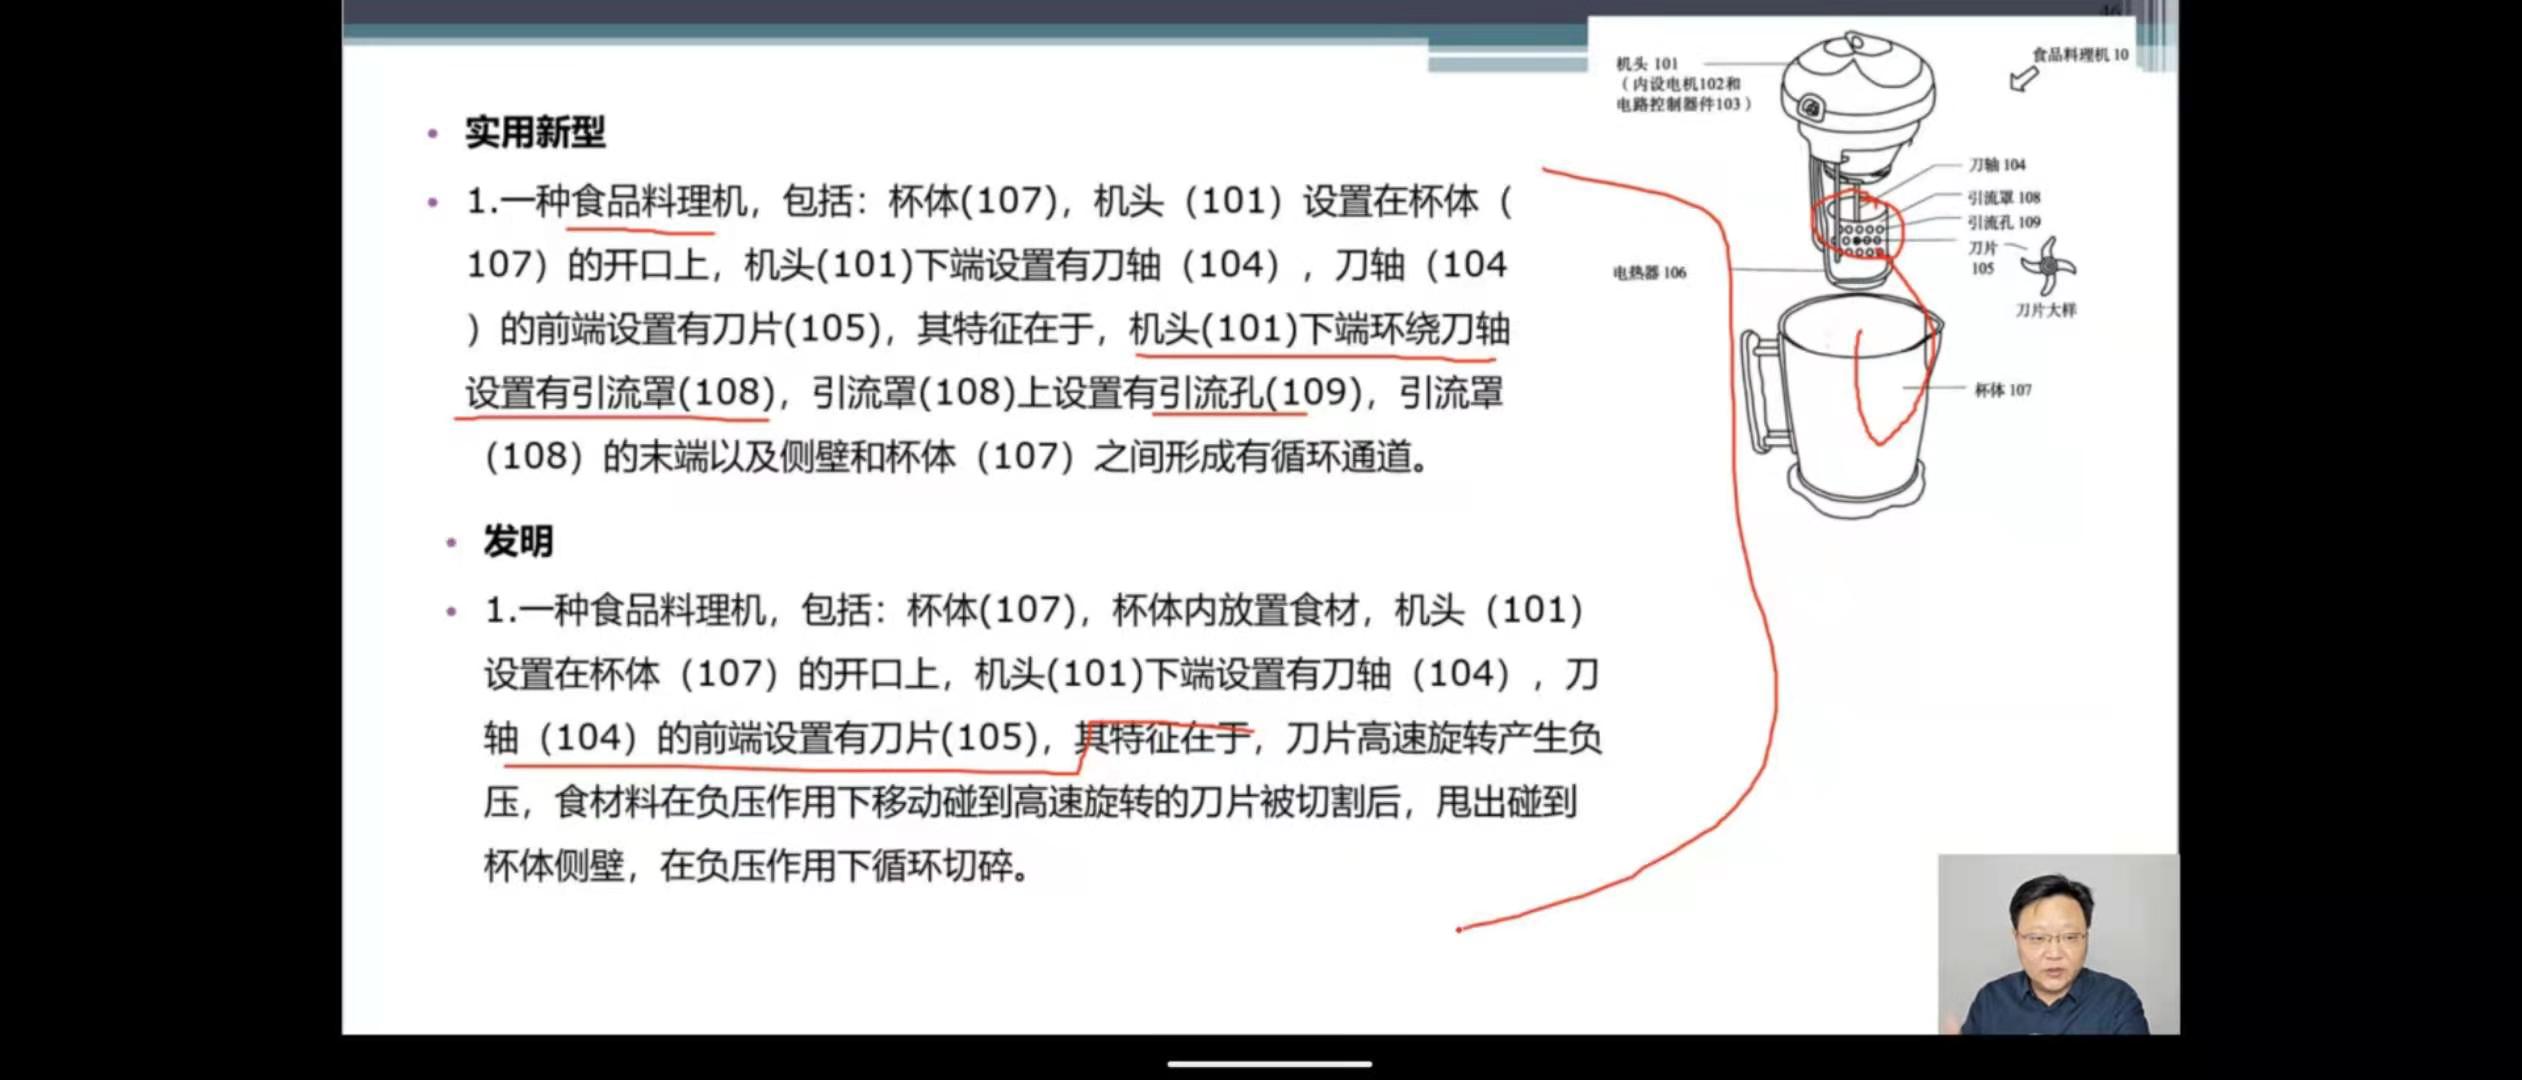 46
实用新型
1.一种食品料理机，包括：杯体(107)，机头（101）设置在杯体（
107）的开口上，机头(101)下端设置有刀轴（104），刀轴（104
）的前端设置有刀片(105)，其特征在于，机头(101)下端环绕刀轴
设置有引流罩(108)，引流罩(108)上设置有引流孔(109)，引流罩
（108）的末端以及侧壁和杯体（107）之间形成有循环通道。
发明
1.一种食品料理机，包括：杯体(107)，杯体内放置食材，机头（101）
设置在杯体（107）的开口上，机头(101)下端设置有刀轴（104），刀
轴（104）的前端设置有刀片(105)，其特征在于，刀片高速旋转产生负
压，食材料在负压作用下移动碰到高速旋转的刀片被切割后，甩出碰到
杯体侧壁，在负压作用下循环切碎。
机头 101
（内设电机102和
电路控制器件103）
食品料理机 10
刀轴 104
引流罩 108
引流孔 109
刀片
105
刀片大样
电热器 106
杯体 107